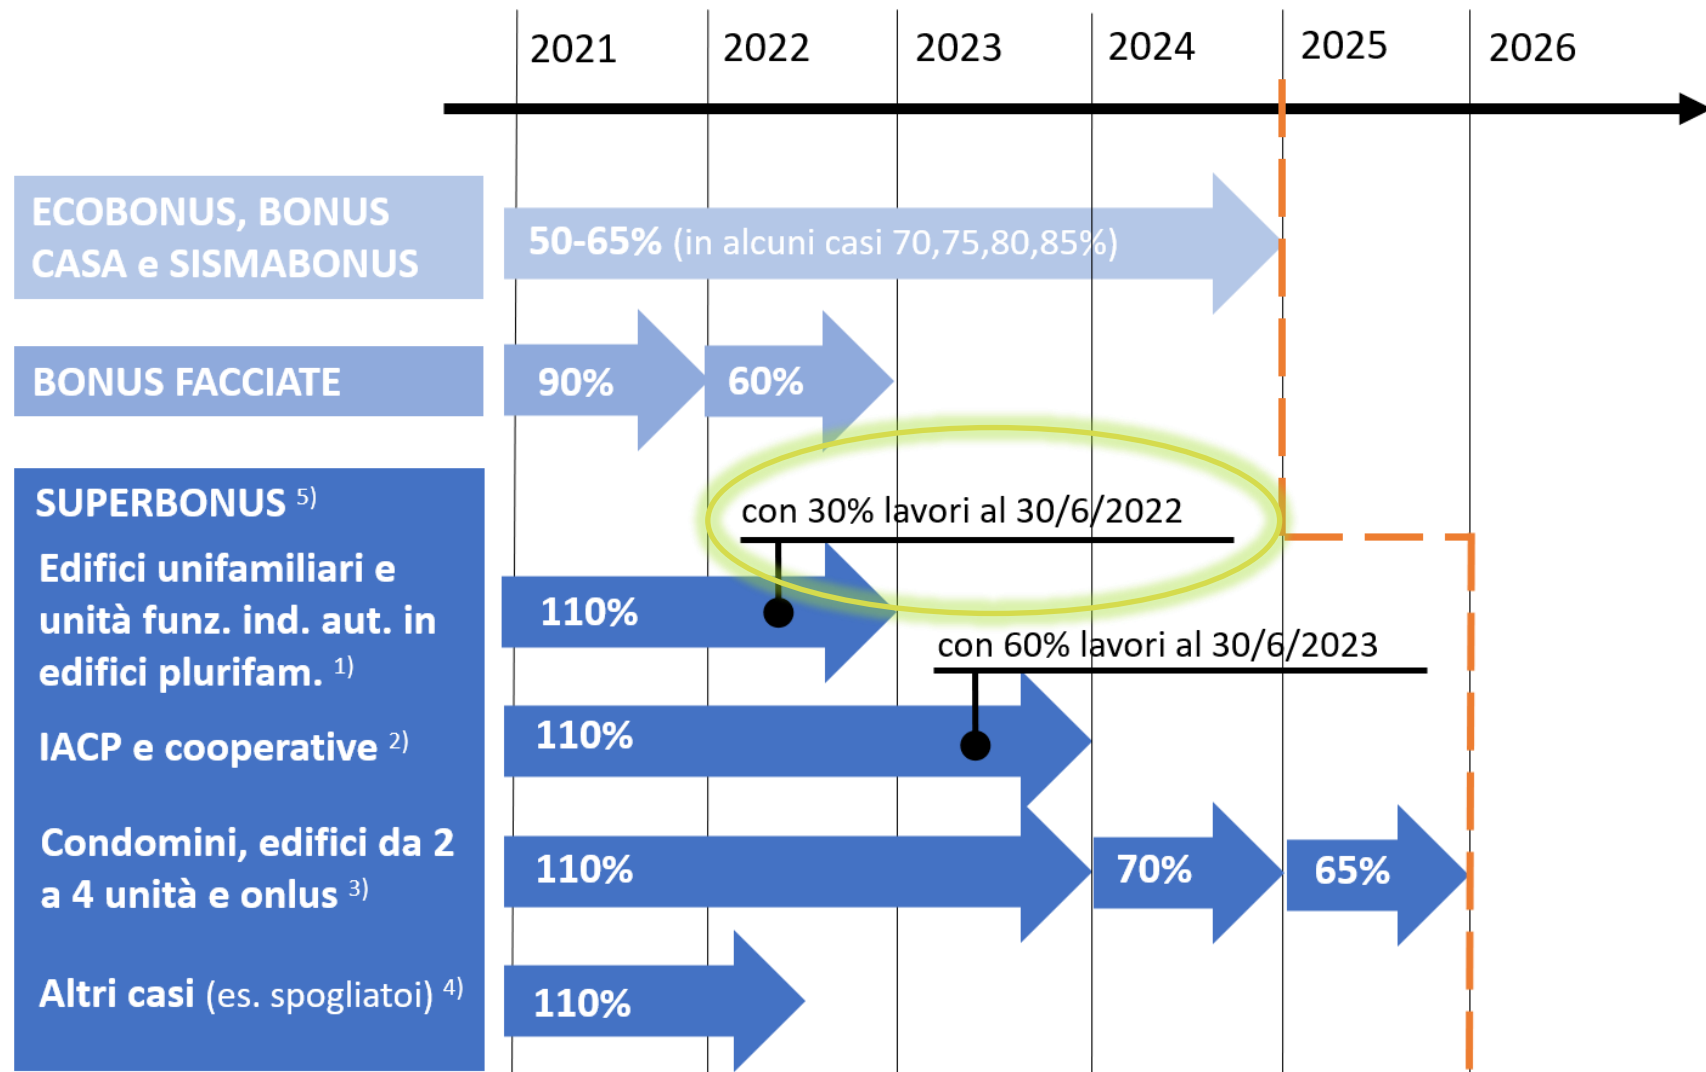 2021 2022 2023 2024 2025 2026
ECOBONUS, BONUS
CASA e SISMABONUS
50-65% (in alcuni casi 70,75,80,85%)
BONUS FACCIATE
90%
60%
SUPERBONUS 5)
con 30% lavori al 30/6/2022
Edifici unifamiliari e
unità funz. ind. aut. in
edifici plurifam. 1)
110%
con 60% lavori al 30/6/2023
IACP e cooperative 2)
110%
Condomini, edifici da 2
a 4 unità e onlus 3)
110%
70%
65%
Altri casi (es. spogliatoi) 4)
110%